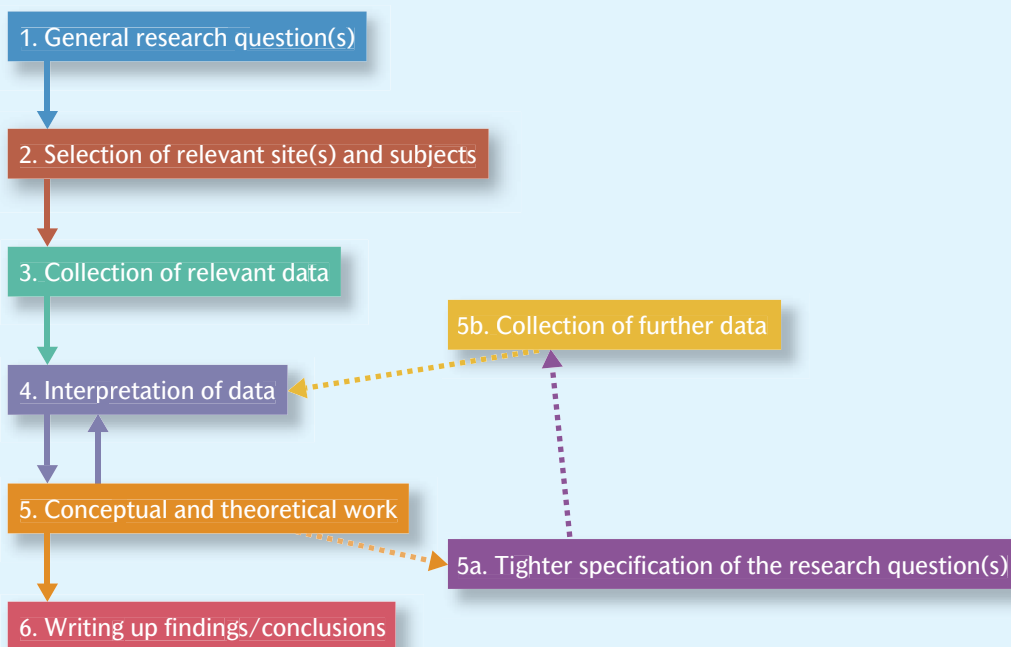 1. General research question(s)
2. Selection of relevant site(s) and subjects
3. Collection of relevant data
5b. Collection of further data
4. Interpretation of data
5. Conceptual and theoretical work
5a. Tighter specification of the research question(s)
6. Writing up findings/conclusions